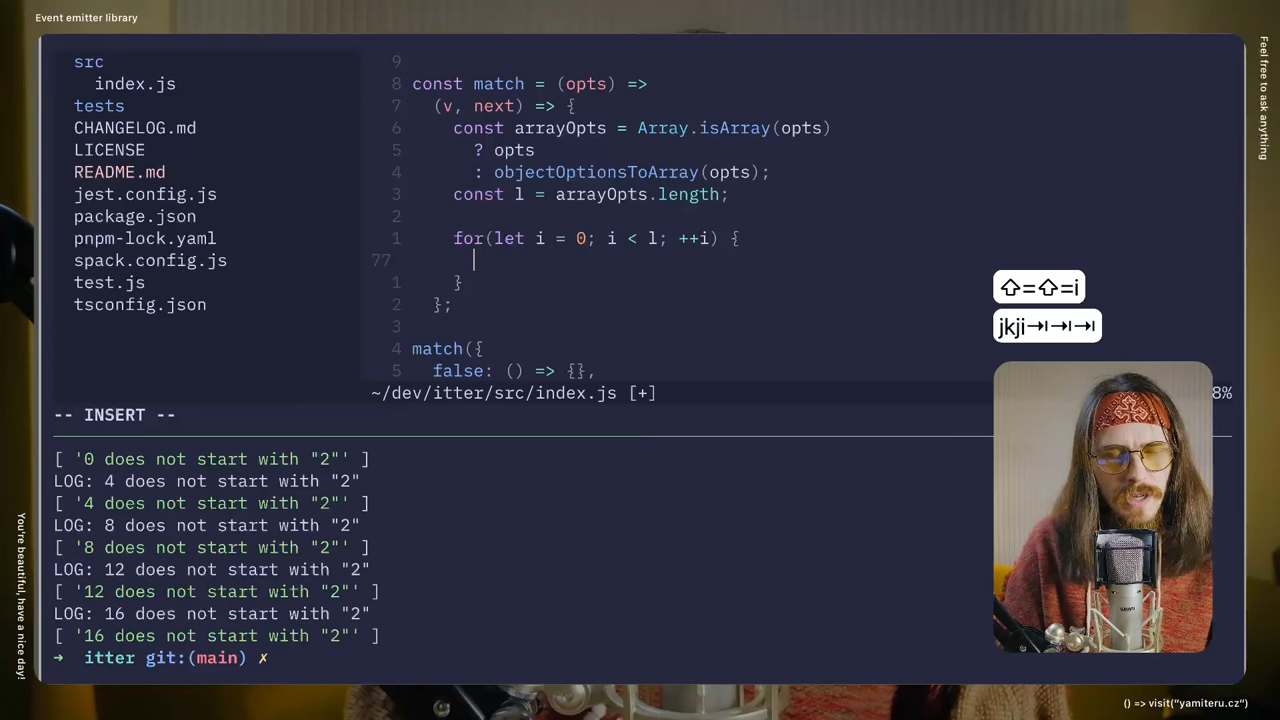 Event emitter library
Feel free to ask anything
src
index.js
tests
CHANGELOG.md
LICENSE
README.md
jest.config.js
package.json
pnpm-lock.yaml
spack.config.js
test.js
tsconfig.json
9
8 const match = (opts) =>
7 (v, next) => {
6 const arrayOpts = Array.isArray(opts)
5 ? opts
4 : objectOptionsToArray(opts);
3 const l = arrayOpts.length;
2
1 for(let i = 0; i < l; ++i) {
77
1 }
2 };
3
4 match({
5 false: () => {},
~/dev/itter/src/index.js [+]
8%
-- INSERT --
⇧=⇧=i
jkji⇥⇥⇥
[ '0 does not start with "2"' ]
LOG: 4 does not start with "2"
[ '4 does not start with "2"' ]
LOG: 8 does not start with "2"
[ '8 does not start with "2"' ]
LOG: 12 does not start with "2"
[ '12 does not start with "2"' ]
LOG: 16 does not start with "2"
[ '16 does not start with "2"' ]
➜ itter git:(main) ✗
You're beautiful, have a nice day!
() => visit("yamiteru.cz")